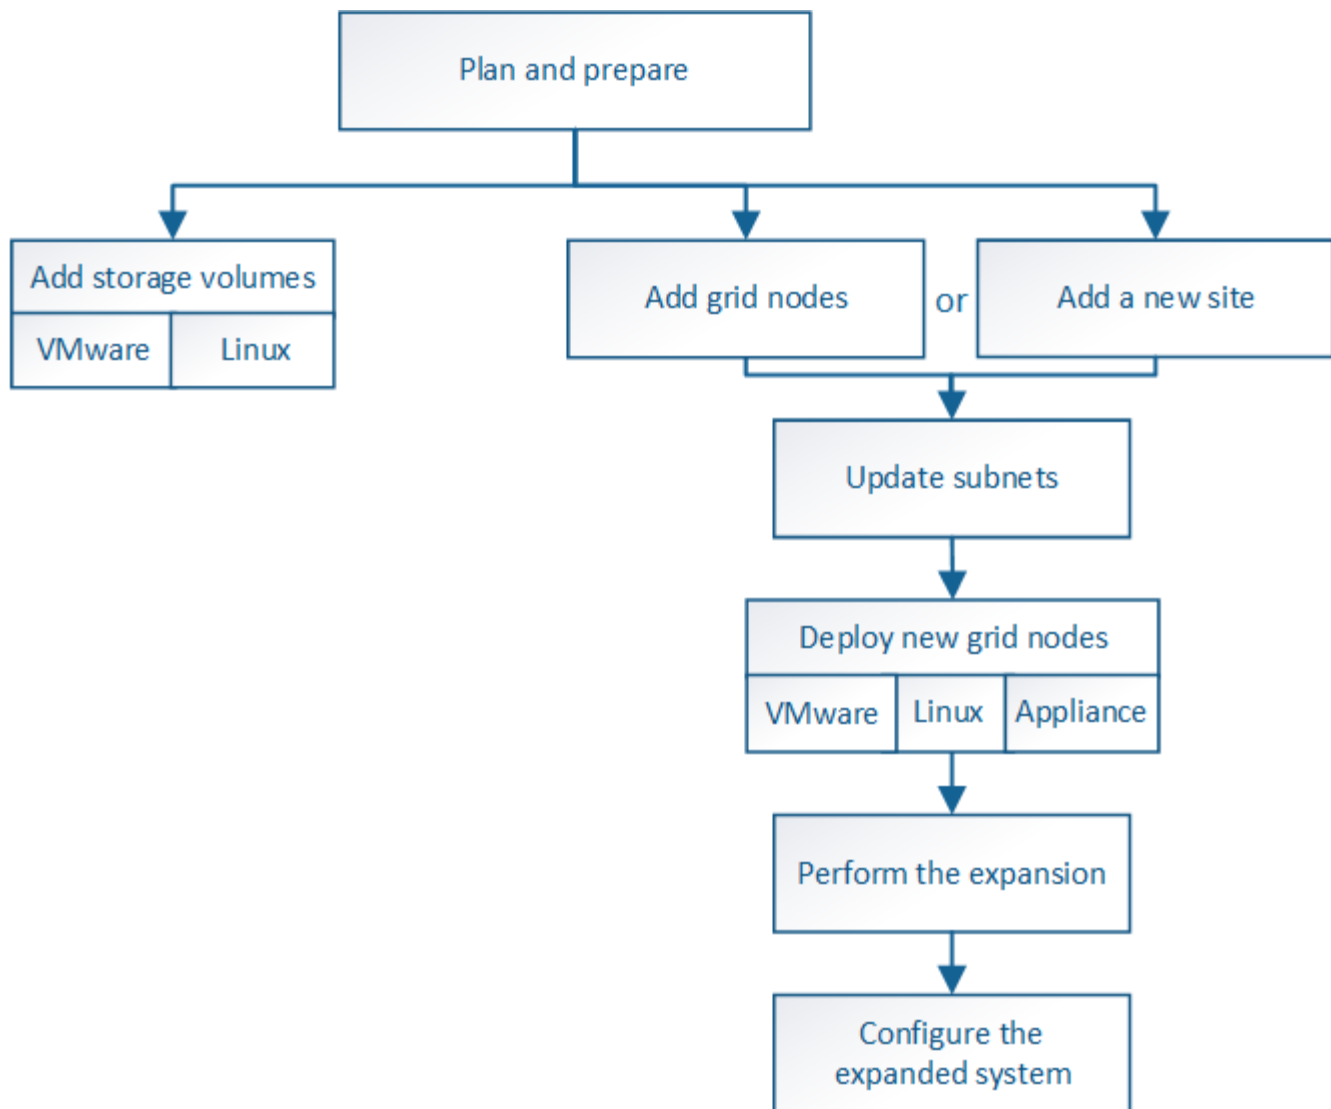 Plan and prepare
Add storage volumes
VMware
Linux
Add grid nodes
or
Add a new site
Update subnets
Deploy new grid nodes
VMware
Linux
Appliance
Perform the expansion
Configure the
expanded system